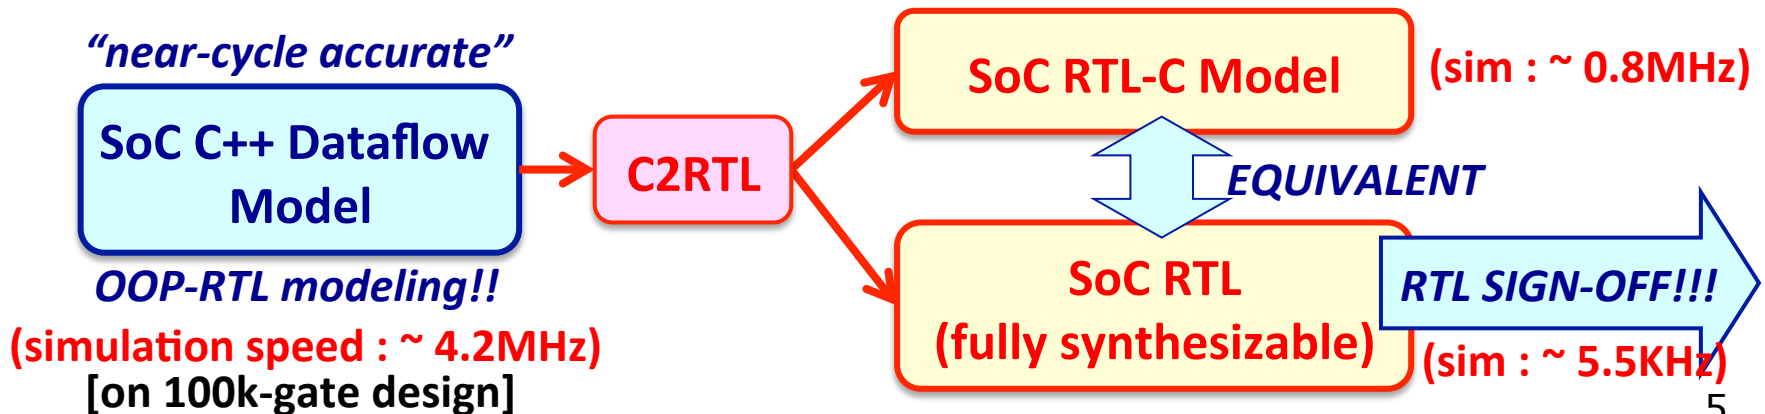 “near-cycle accurate”
SoC C++ Dataflow
Model
OOP-RTL modeling!!
(simulation speed : ~ 4.2MHz)
[on 100k-gate design]
C2RTL
SoC RTL-C Model
(sim : ~ 0.8MHz)
EQUIVALENT
SoC RTL
(fully synthesizable)
RTL SIGN-OFF!!!
(sim : ~ 5.5KHz)
5